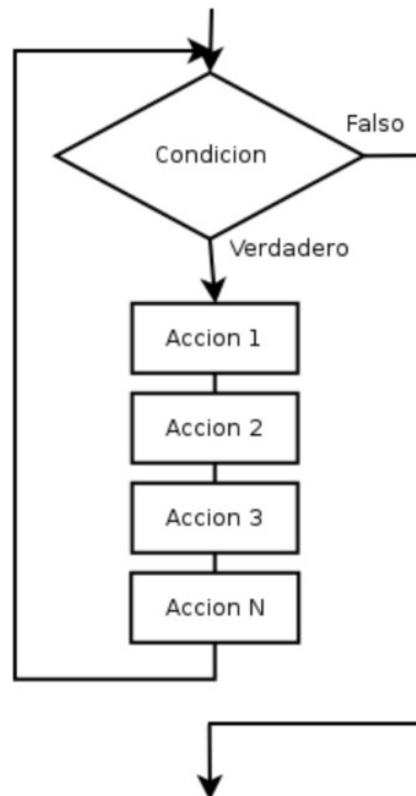 Falso
Condicion
Verdadero
Accion 1
Accion 2
Accion 3
Accion N